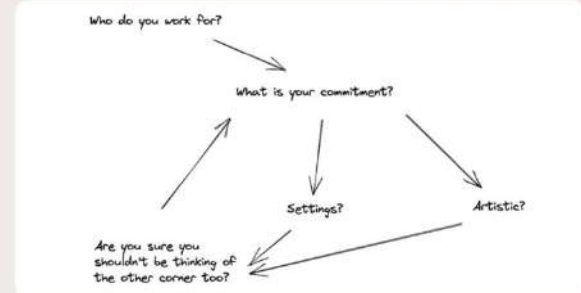 Who do you work for?
What is your commitment?
Settings?
Artistic?
Are you sure you
shouldn't be thinking of
the other corner too?